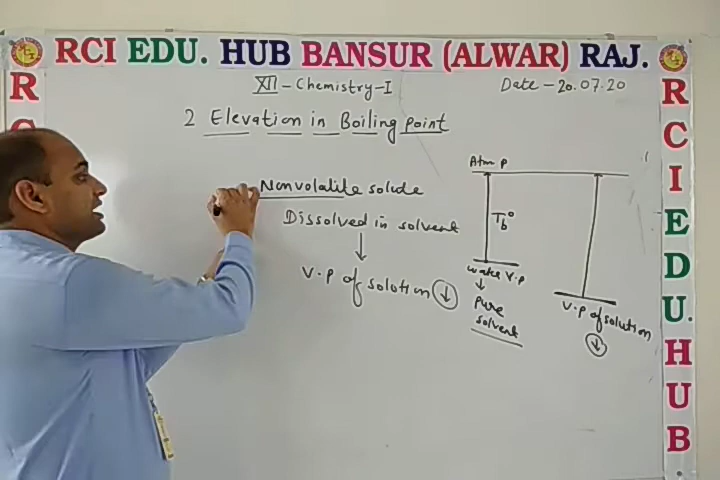 RCI EDU. HUB BANSUR (ALWAR) RAJ.
XII - Chemistry-I
Date - 20.07.20
2 Elevation in Boiling point
Nonvolatile solute
Dissolved in solvent
↓
V.P of solution ↓
Atm P
Tb°
water V.P
↓
Pure
solvent
V.P of solution
↓
R
C
R
C
I
E
D
U.
H
U
B